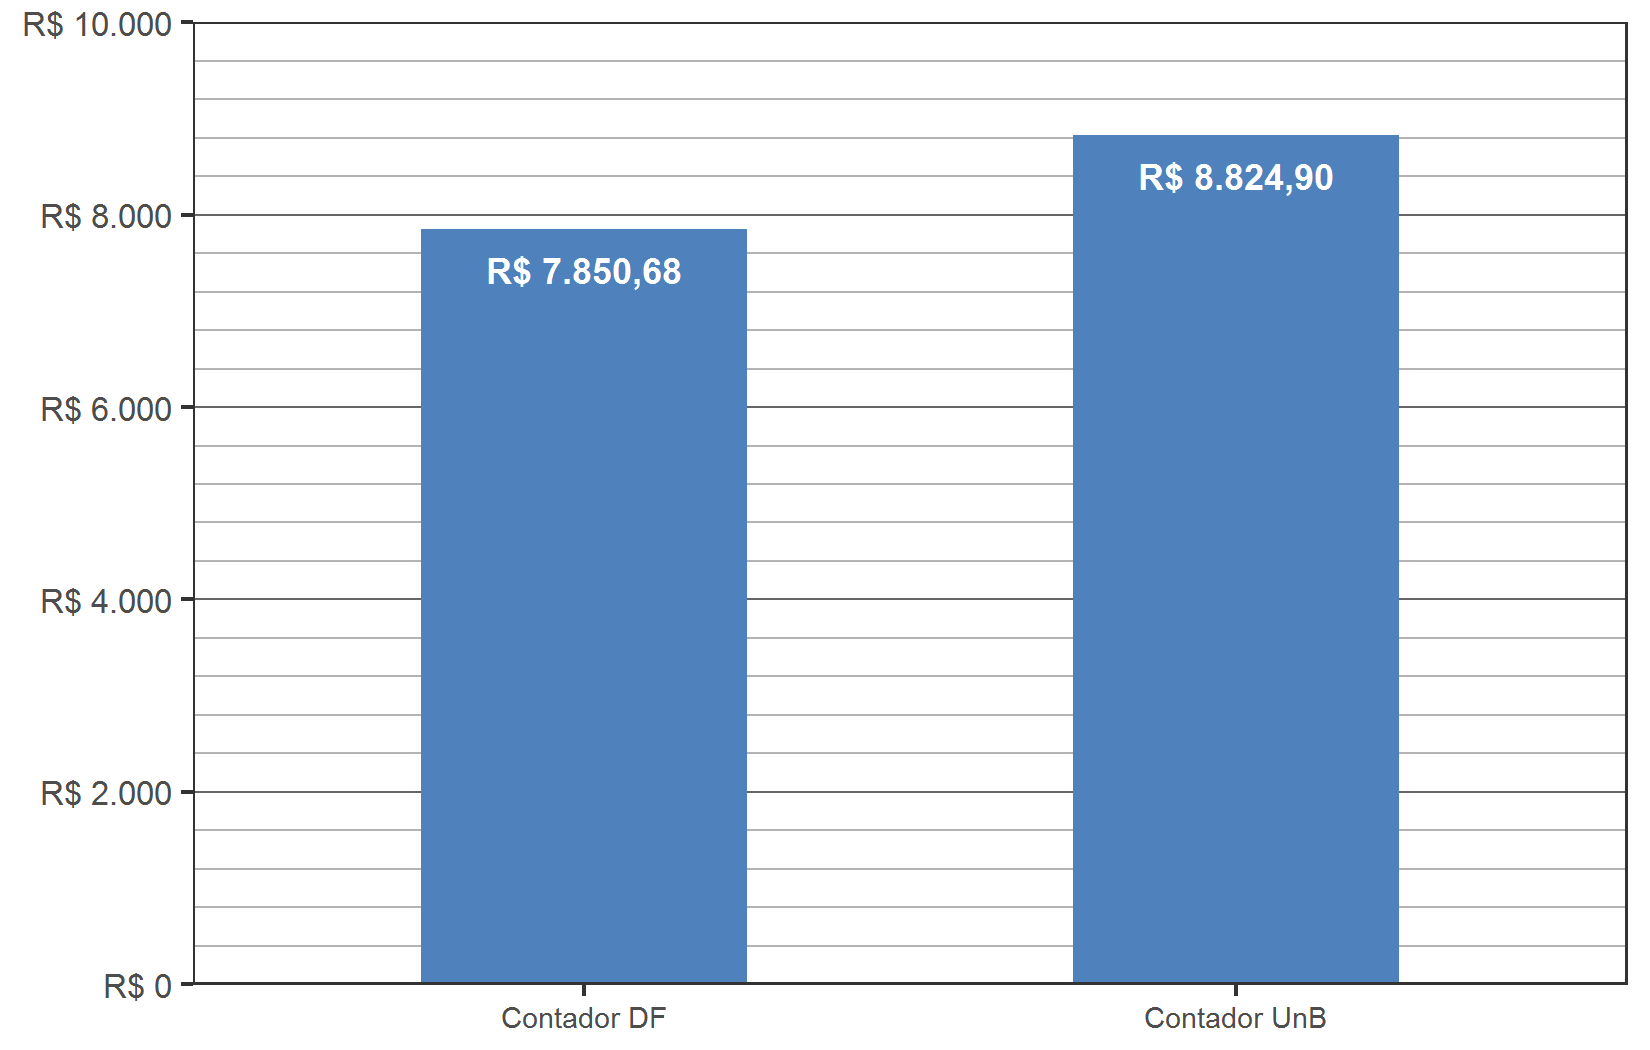 R$ 10.000
R$ 8.000
R$ 6.000
R$ 4.000
R$ 2.000
R$ 0
R$ 7.850,68
R$ 8.824,90
Contador DF
Contador UnB